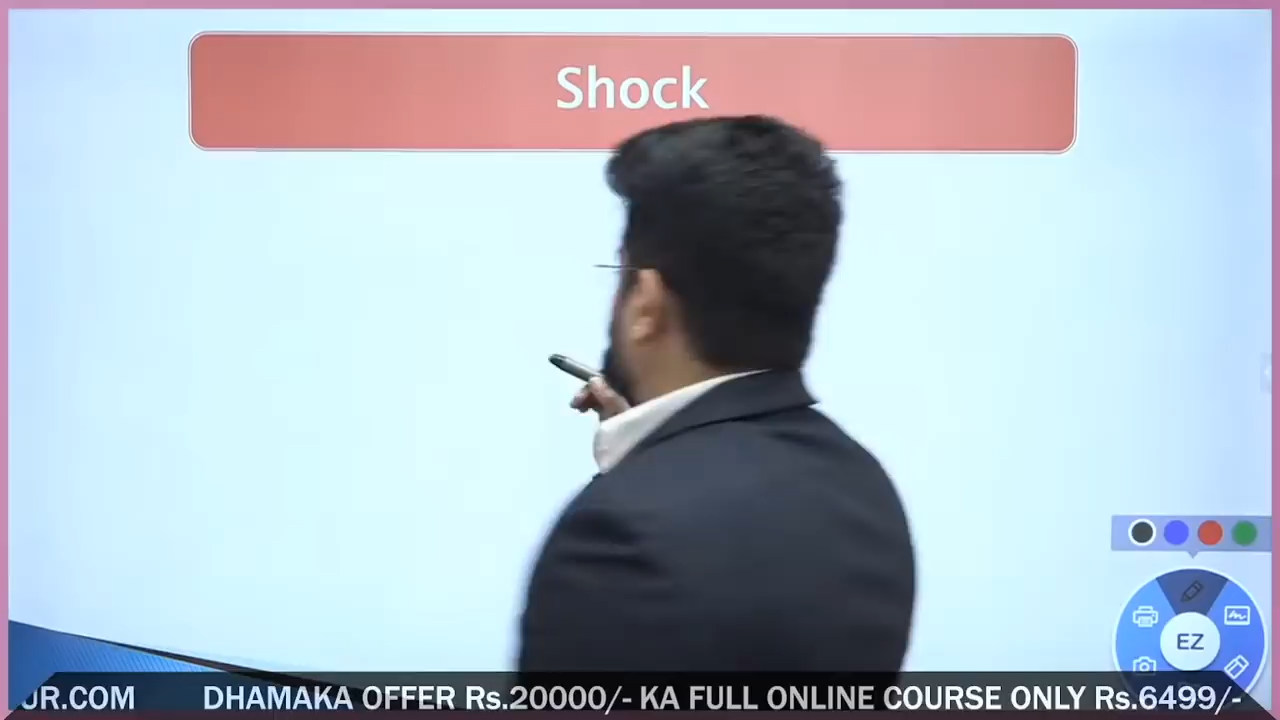 Shock
EZ
UR.COM DHAMAKA OFFER Rs.20000/- KA FULL ONLINE COURSE ONLY Rs.6499/-